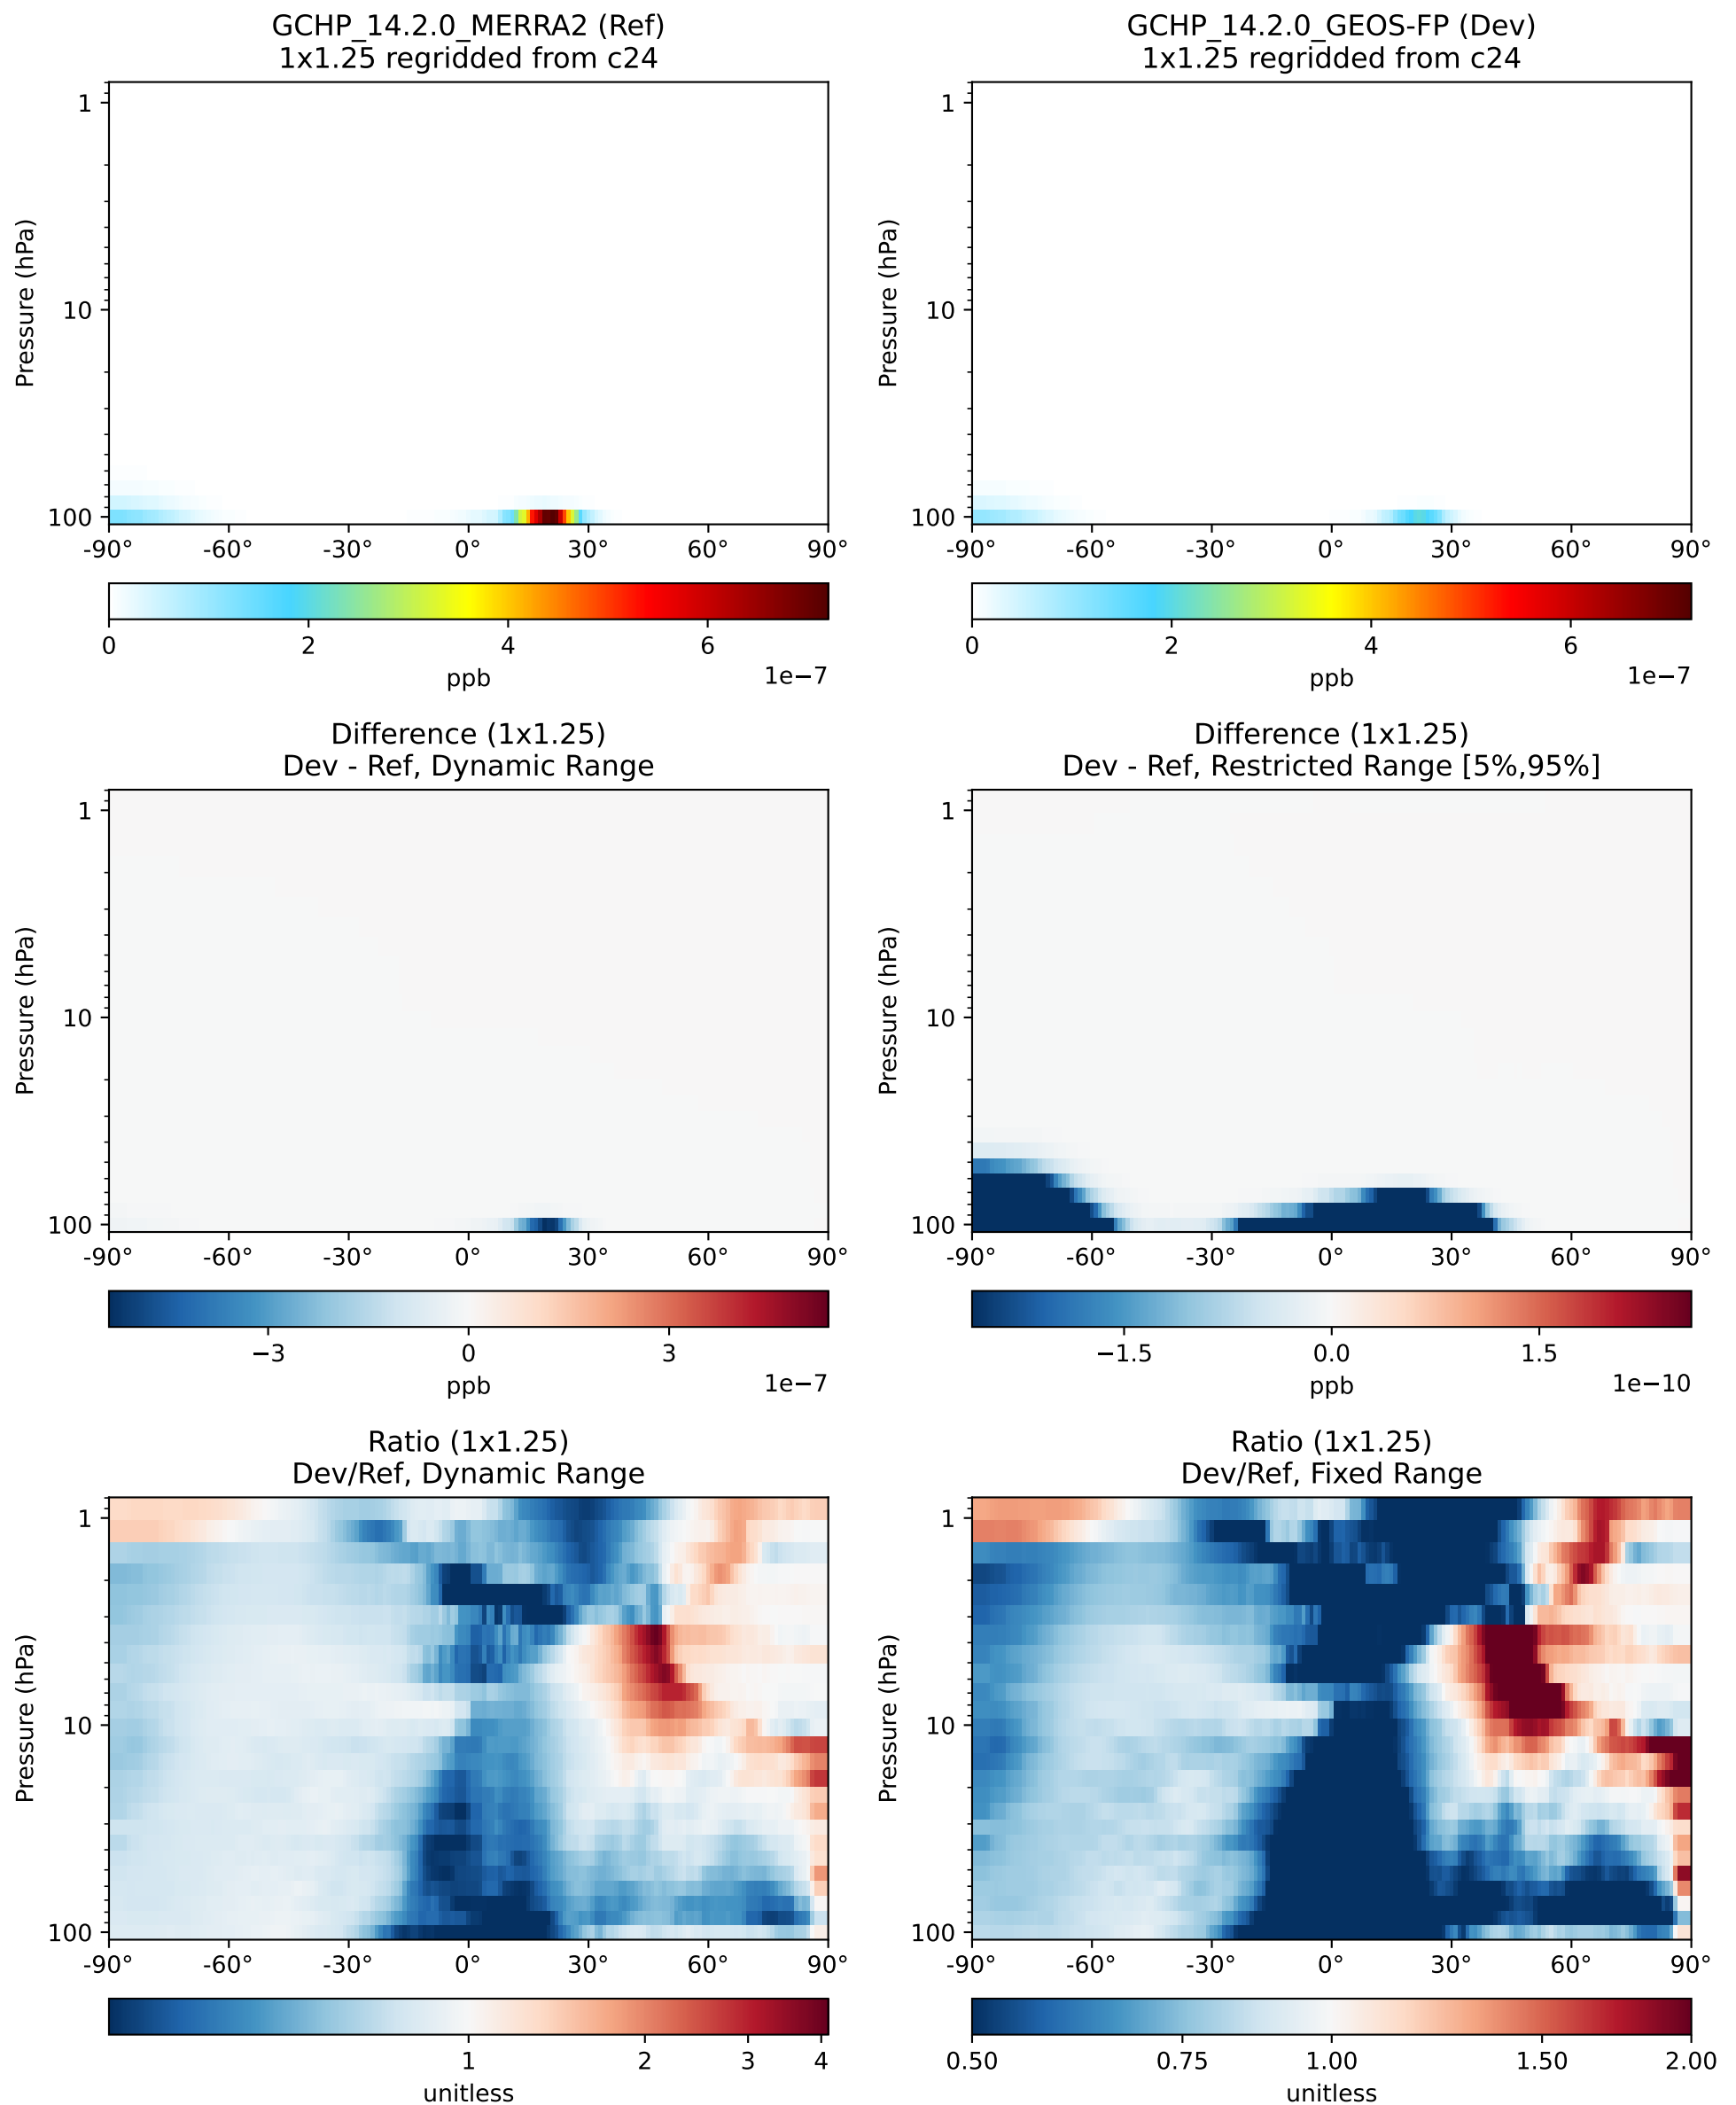 GCHP_14.2.0_MERRA2 (Ref)
1x1.25 regridded from c24
Pressure (hPa)
1
10
100
-90° -60° -30° 0° 30° 60° 90°
0 2 4 6
ppb
1e−7
GCHP_14.2.0_GEOS-FP (Dev)
1x1.25 regridded from c24
Pressure (hPa)
1
10
100
-90° -60° -30° 0° 30° 60° 90°
0 2 4 6
ppb
1e−7
Difference (1x1.25)
Dev - Ref, Dynamic Range
Pressure (hPa)
1
10
100
-90° -60° -30° 0° 30° 60° 90°
−3 0 3
ppb
1e−7
Difference (1x1.25)
Dev - Ref, Restricted Range [5%,95%]
Pressure (hPa)
1
10
100
-90° -60° -30° 0° 30° 60° 90°
−1.5 0.0 1.5
ppb
1e−10
Ratio (1x1.25)
Dev/Ref, Dynamic Range
Pressure (hPa)
1
10
100
-90° -60° -30° 0° 30° 60° 90°
1 2 3 4
unitless
Ratio (1x1.25)
Dev/Ref, Fixed Range
Pressure (hPa)
1
10
100
-90° -60° -30° 0° 30° 60° 90°
0.50 0.75 1.00 1.50 2.00
unitless